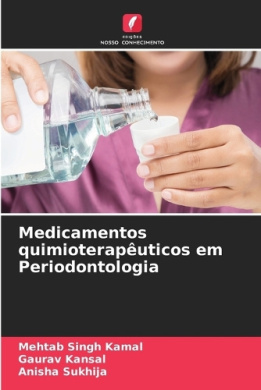 edições
NOSSO CONHECIMENTO
Medicamentos
quimioterapêuticos em
Periodontologia
Mehtab Singh Kamal
Gaurav Kansal
Anisha Sukhija